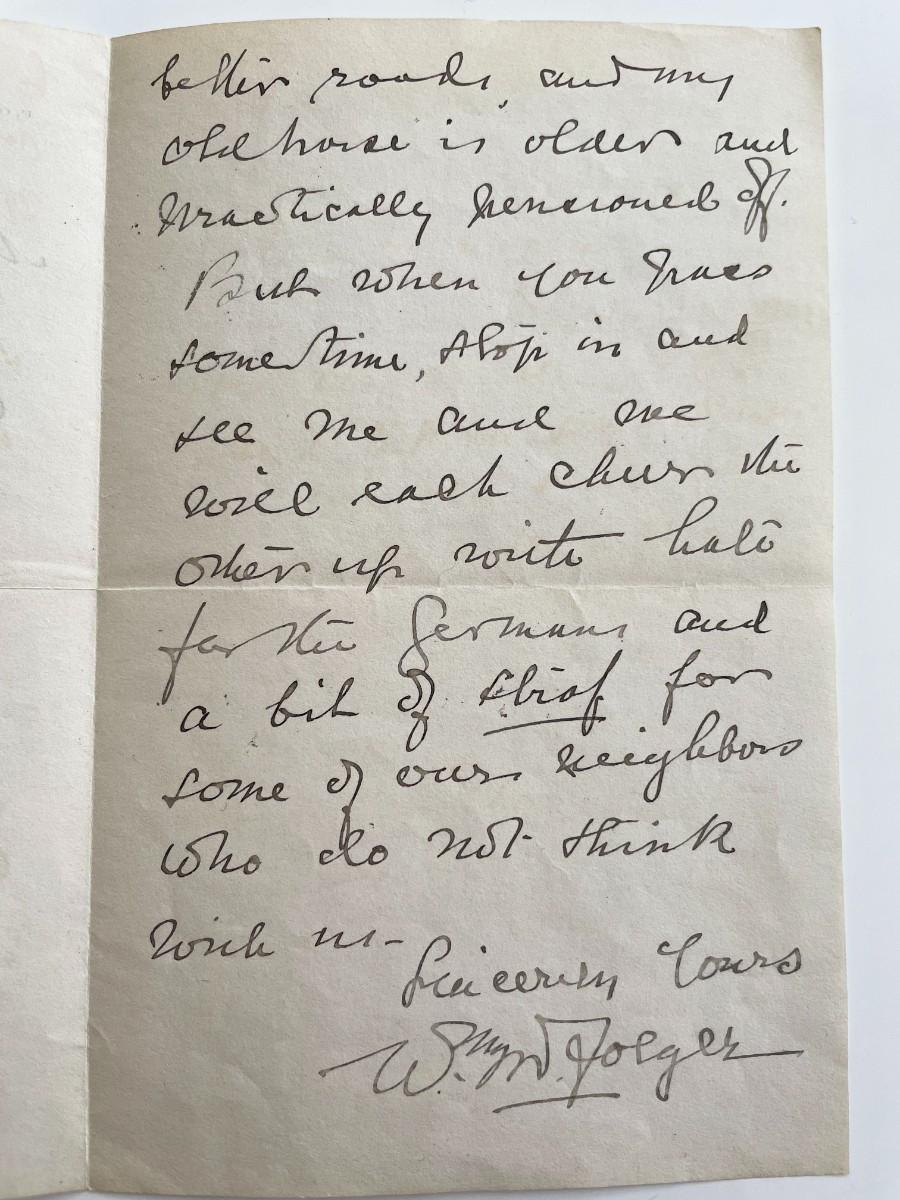 better roads, and my
old horse is older and
practically pensioned off.
But when you pass
sometime, stop in and
see me and we
will each cheer the
other up with hate
for the Germans and
a bit of straf for
some of our neighbors
who do not think
with us-
Sincerely Yours
Wm W. Folger